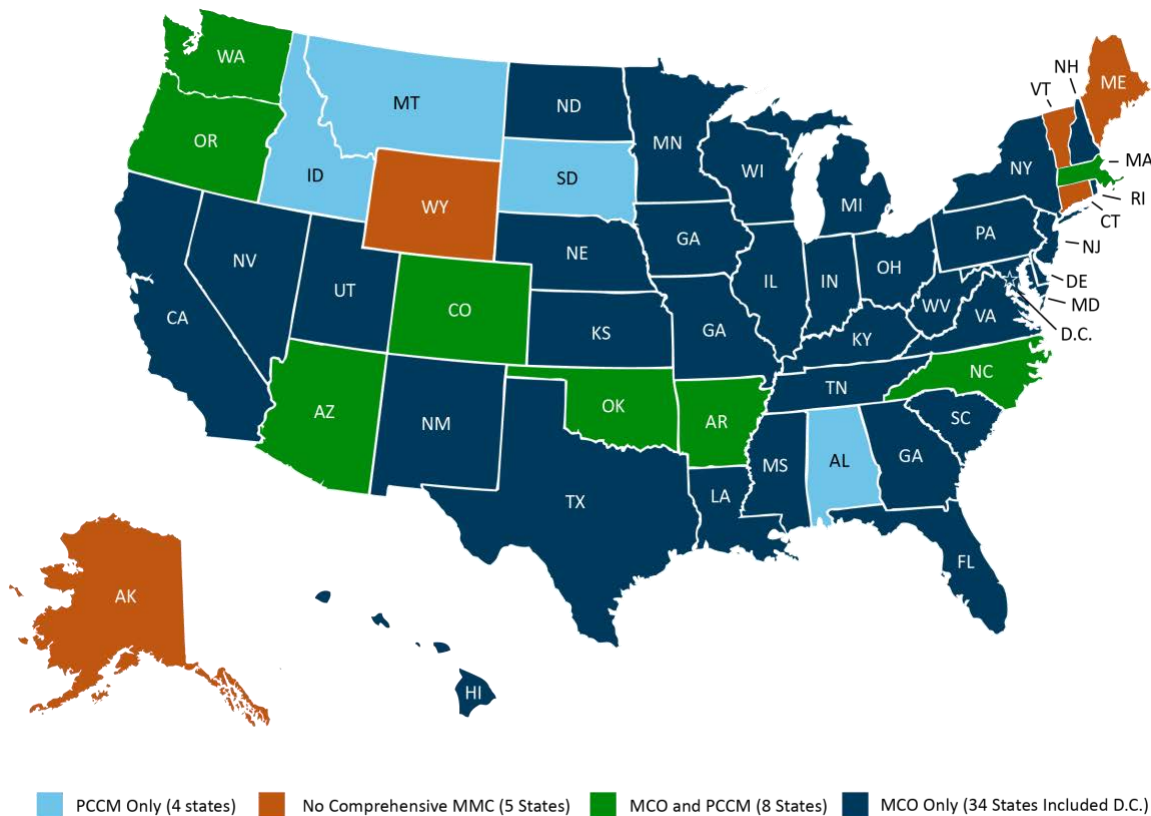 WA
MT
ND
MN
OR
ID
SD
WI
MI
NY
VT
NH
ME
MA
RI
CT
NJ
DE
MD
D.C.
WY
NE
GA
IL
IN
OH
PA
NV
UT
CO
KS
GA
KY
WV
VA
CA
AZ
NM
OK
AR
TN
NC
SC
TX
LA
MS
AL
GA
FL
AK
HI
PCCM Only (4 states) No Comprehensive MMC (5 States) MCO and PCCM (8 States) MCO Only (34 States Included D.C.)